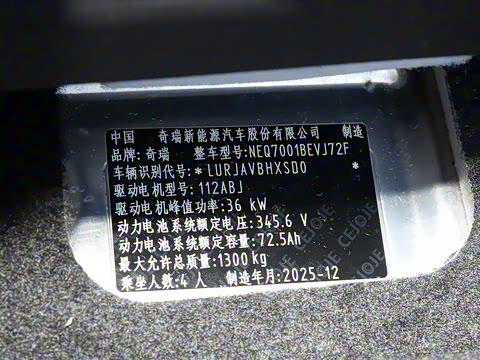 中国 奇瑞新能源汽车股份有限公司 制造
品牌: 奇瑞 整车型号:NEQ7001BEVJ72F
车辆识别代号: *LURJAVBHXSD0 *
驱动电机型号: 112ABJ
驱动电机峰值功率:36 kW
动力电池系统额定电压:345.6 V
动力电池系统额定容量:72.5Ah
最大允许总质量:1300 kg
乘坐人数:4 人 制造年月:2025-12
CEJOJE
CEJOJE